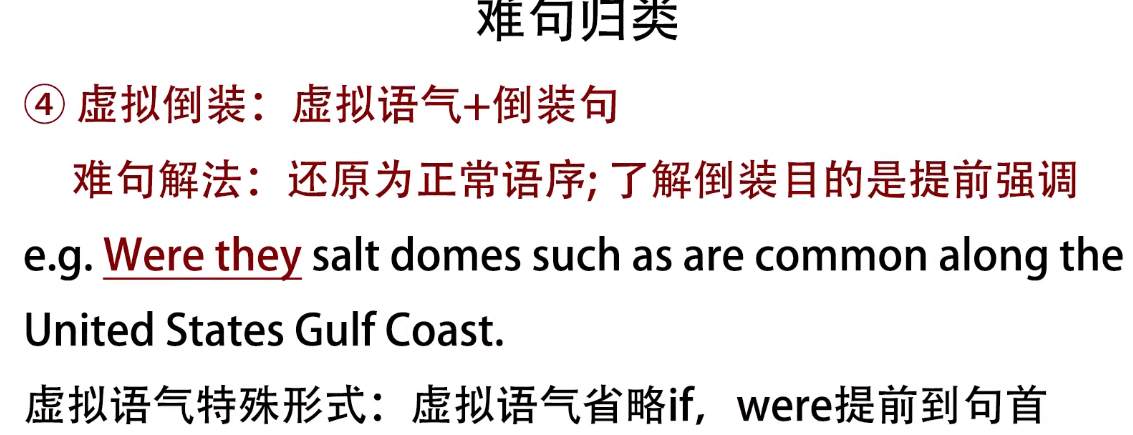 难句归类
④ 虚拟倒装：虚拟语气+倒装句
难句解法：还原为正常语序; 了解倒装目的是提前强调
e.g. Were they salt domes such as are common along the
United States Gulf Coast.
虚拟语气特殊形式：虚拟语气省略if，were提前到句首